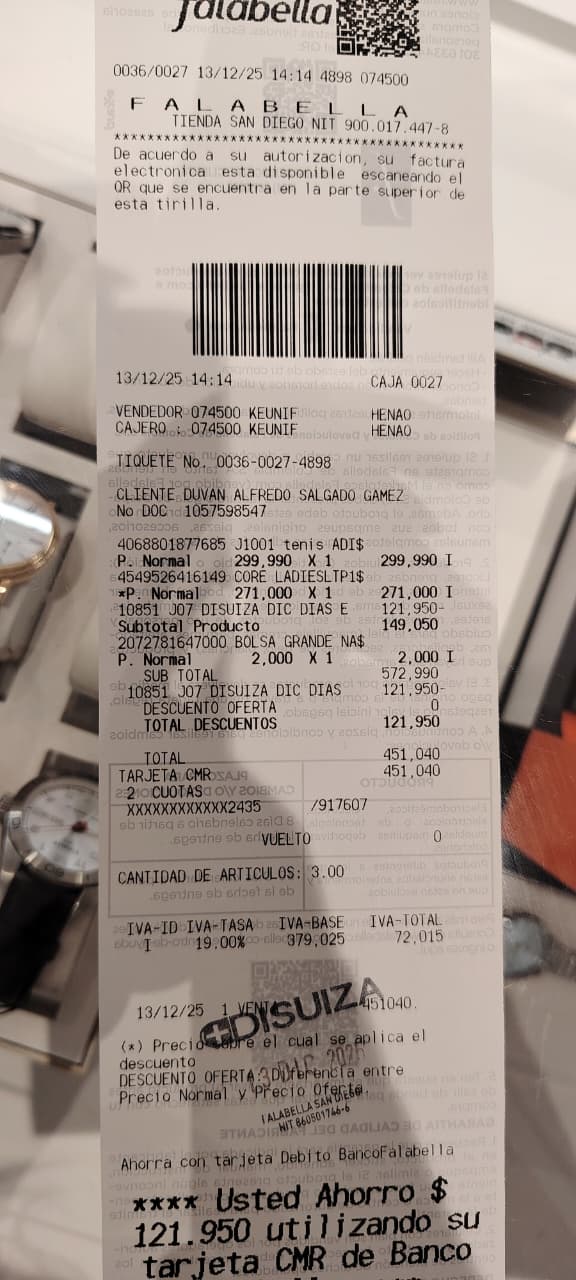 falabella
0036/0027 13/12/25 14:14 4898 074500
F A L A B E L L A
TIENDA SAN DIEGO NIT 900.017.447-8
******************************************
De acuerdo a su autorizacion, su factura
electronica esta disponible escaneando el
QR que se encuentra en la parte superior de
esta tirilla.
13/12/25 14:14 CAJA 0027
VENDEDOR 074500 KEUNIF HENAO
CAJERO : 074500 KEUNIF HENAO
TIQUETE No. 0036-0027-4898
CLIENTE DUVAN ALFREDO SALGADO GAMEZ
No DOC 1057598547
4068801877685 J1001 tenis ADI$
P. Normal 299,990 X 1 299,990 I
4549526416149 CORE LADIESLTP1$
*P. Normal 271,000 X 1 271,000 I
10851 J07 DISUIZA DIC DIAS E 121,950-
Subtotal Producto 149,050
2072781647000 BOLSA GRANDE NA$
P. Normal 2,000 X 1 2,000 I
SUB TOTAL 572,990
10851 J07 DISUIZA DIC DIAS 121,950-
DESCUENTO OFERTA 0
TOTAL DESCUENTOS 121,950
TOTAL 451,040
TARJETA CMR 451,040
2 CUOTAS
XXXXXXXXXXXX2435 /917607
VUELTO 0
CANTIDAD DE ARTICULOS: 3.00
IVA-ID IVA-TASA IVA-BASE IVA-TOTAL
I 19.00% 379,025 72,015
13/12/25 1 VENTA 451040.
DISUIZA
(*) Precio sobre el cual se aplica el
descuento
DESCUENTO OFERTA: Diferencia entre
Precio Normal y Precio Oferta.
FALABELLA SAN DIEGO
NIT 860501766-6
Ahorra con tarjeta Debito BancoFalabella
**** Usted Ahorro $
121.950 utilizando su
tarjeta CMR de Banco